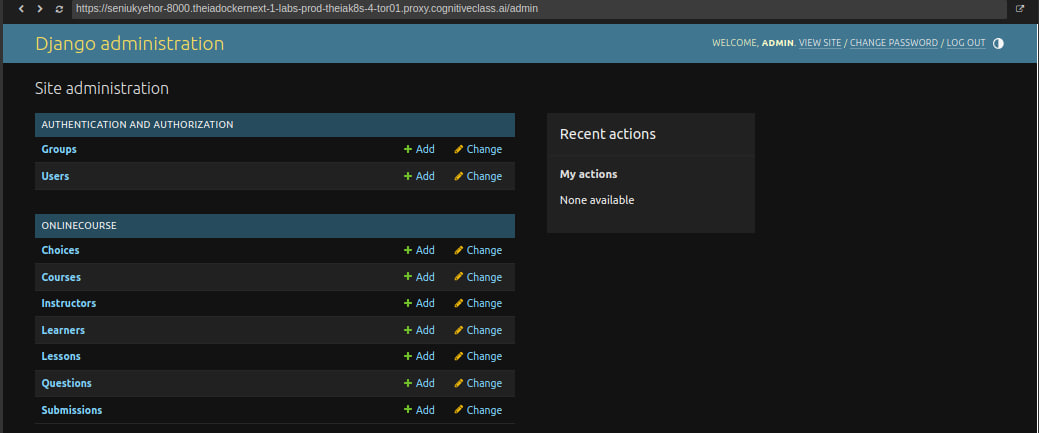 https://seniukyehor-8000.theiadockernext-1-labs-prod-theiak8s-4-tor01.proxy.cognitiveclass.ai/admin
Django administration
WELCOME, ADMIN. VIEW SITE / CHANGE PASSWORD / LOG OUT
Site administration
AUTHENTICATION AND AUTHORIZATION
Groups + Add Change
Users + Add Change
ONLINECOURSE
Choices + Add Change
Courses + Add Change
Instructors + Add Change
Learners + Add Change
Lessons + Add Change
Questions + Add Change
Submissions + Add Change
Recent actions
My actions
None available